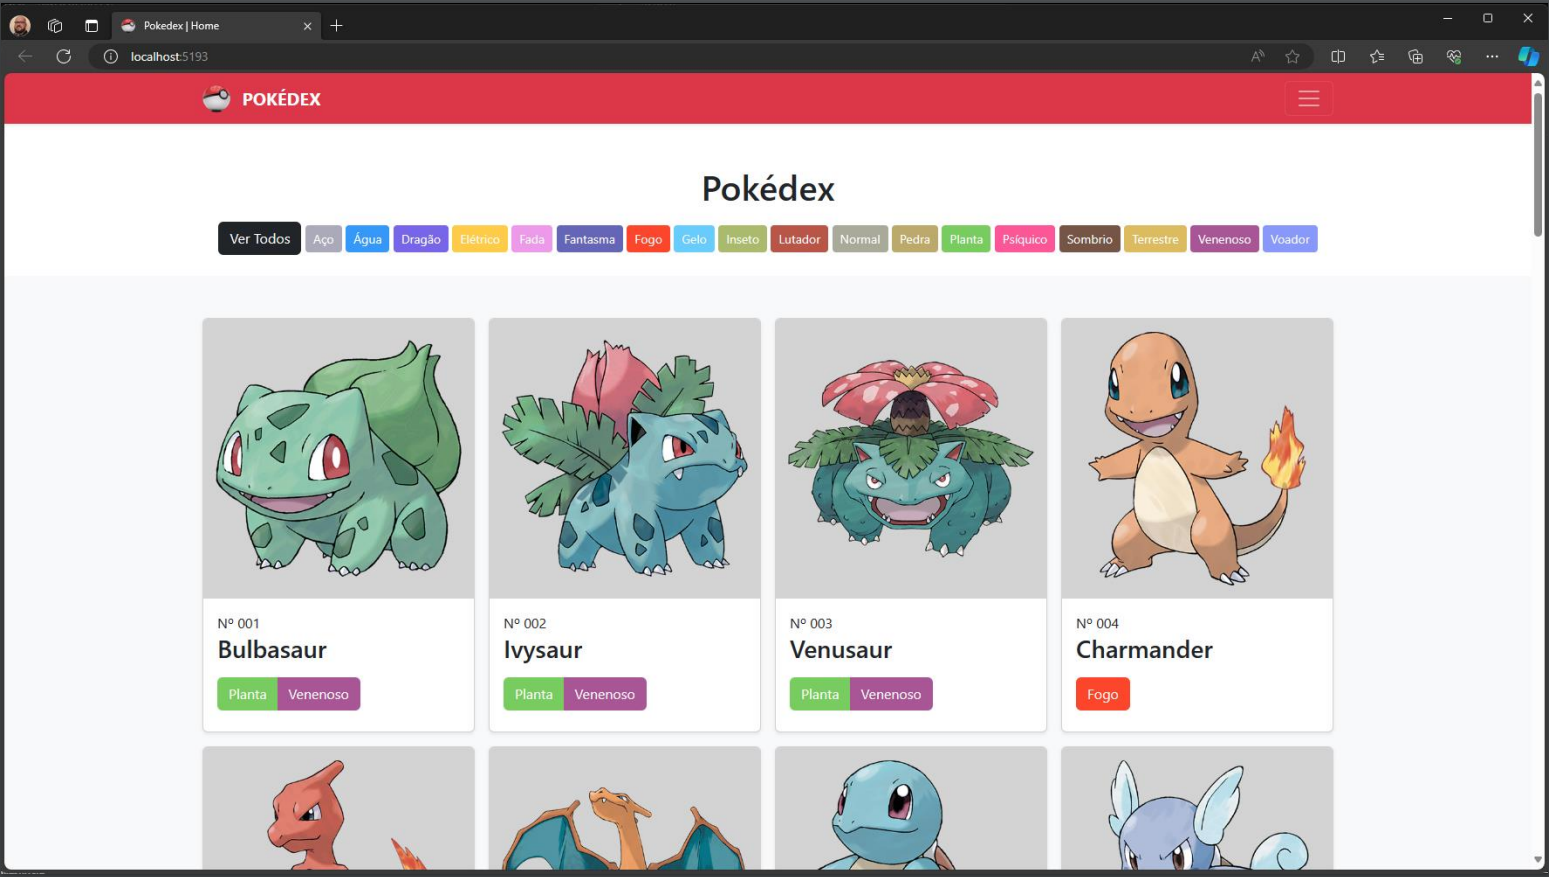 Pokedex | Home
localhost:5193
POKÉDEX
Pokédex
Ver Todos Aço Água Dragão Elétrico Fada Fantasma Fogo Gelo Inseto Lutador Normal Pedra Planta Psíquico Sombrio Terrestre Venenoso Voador
Nº 001
Bulbasaur
Planta Venenoso
Nº 002
Ivysaur
Planta Venenoso
Nº 003
Venusaur
Planta Venenoso
Nº 004
Charmander
Fogo